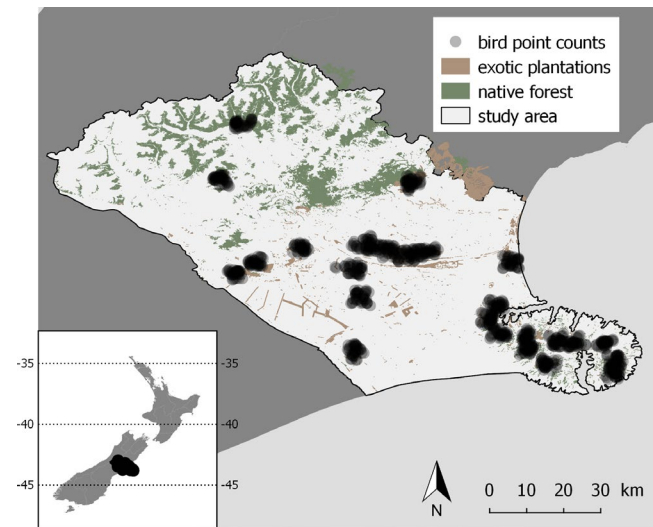 bird point counts
exotic plantations
native forest
study area
-35
-35
-40
-40
-45
-45
N
0 10 20 30 km